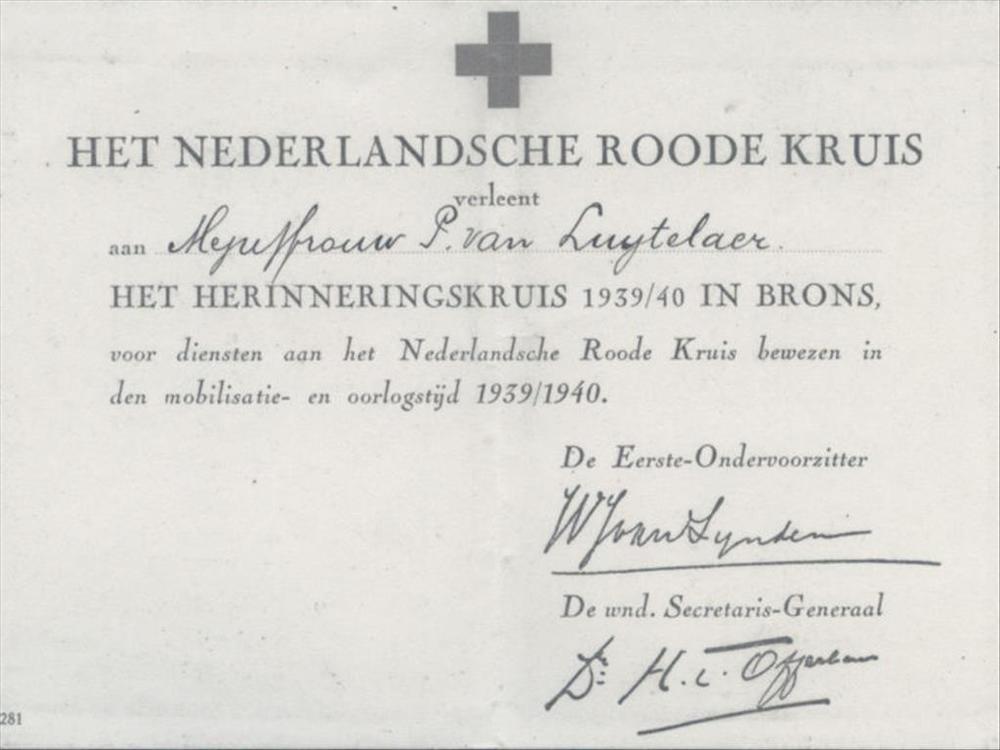 HET NEDERLANDSCHE ROODE KRUIS
verleent
aan Mejuffrouw P. van Luytelaer.
HET HERINNERINGSKRUIS 1939/40 IN BRONS,
voor diensten aan het Nederlandsche Roode Kruis bewezen in
den mobilisatie- en oorlogstijd 1939/1940.
De Eerste-Ondervoorzitter
WJvanLynden
De wnd. Secretaris-Generaal
Dr. H.
281